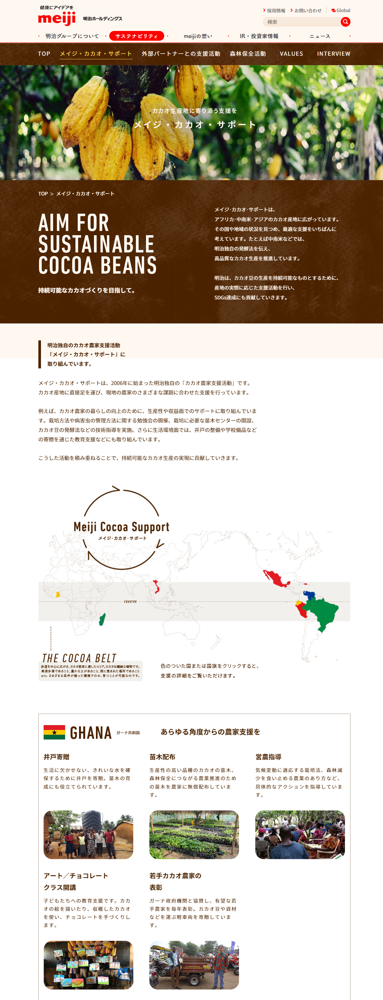 健康にアイデアを
meiji
明治ホールディングス
採用情報
お問い合わせ
Global
検索
明治グループについて
サステナビリティ
meijiの想い
IR・投資家情報
ニュース
TOP
メイジ・カカオ・サポート
外部パートナーとの支援活動
森林保全活動
VALUES
INTERVIEW
カカオ生産地に寄り添う支援を
メイジ・カカオ・サポート
TOP > メイジ・カカオ・サポート
AIM FOR
SUSTAINABLE
COCOA BEANS
持続可能なカカオづくりを目指して。
メイジ･カカオ･サポートは、
アフリカ･中南米･アジアのカカオ産地に広がっています。
その国や地域の状況を見つめ、最適な支援をいちばんに
考えています。たとえば中南米などでは、
明治独自の発酵法を伝え、
高品質なカカオ生産を推進しています。
明治は、カカオ豆の生産を持続可能なものとするために、
産地の実情に応じた支援活動を行い、
SDGs達成にも貢献していきます。
明治独自のカカオ農家支援活動
「メイジ・カカオ・サポート」に
取り組んでいます。
メイジ・カカオ・サポートは、2006年に始まった明治独自の「カカオ農家支援活動」です。
カカオ産地に直接足を運び、現地の農家のさまざまな課題に合わせた支援を行っています。
例えば、カカオ農家の暮らしの向上のために、生産性や収益面でのサポートに取り組んでいま
す。栽培方法や病害虫の管理方法に関する勉強会の開催、栽培に必要な苗木センターの開設、
カカオ豆の発酵法などの技術指導を実施。さらに生活環境面では、井戸の整備や学校備品など
の寄贈を通じた教育支援などにも取り組んでいます。
こうした活動を積み重ねることで、持続可能なカカオ生産の実現に貢献していきます。
Meiji Cocoa Support
メイジ･カカオ･サポート
EQUATOR
THE COCOA BELT
赤道を中心に広がる、カカオ栽培に適したエリア。カカオは繊細な植物です。
高温多湿であること、豊かな土があること、雨に恵まれた場所であること
etc.さまざまな条件が揃った環境でのみ、育つことが可能なのです。
色のついた国または国旗をクリックすると、
支援の詳細をご覧いただけます。
GHANA
ガーナ共和国
あらゆる角度からの農家支援を
井戸寄贈
生活に欠かせない、きれいな水を確
保するために井戸を寄贈。苗木の育
成にも役立てられています。
苗木配布
生産性の高い品種のカカオの苗木、
森林保全につながる農業推進のため
の苗木を農家に無償配布していま
す。
営農指導
気候変動に適応する栽培法、森林減
少を食い止める農業のあり方など、
具体的なアクションを指導していま
す。
アート／チョコレート
クラス開講
子どもたちへの教育支援です。カカ
オの絵を描いたり、収穫したカカオ
を使い、チョコレートを手づくりし
ます。
若手カカオ農家の
表彰
ガーナ政府機関と協賛し、有望な若
手農家を毎年表彰。カカオ豆や資材
などを運ぶ軽車両を寄贈していま
す。
Meiji Cocoa Support
メイジ・カカオ・サポート
YOUNG COCOA FARMER